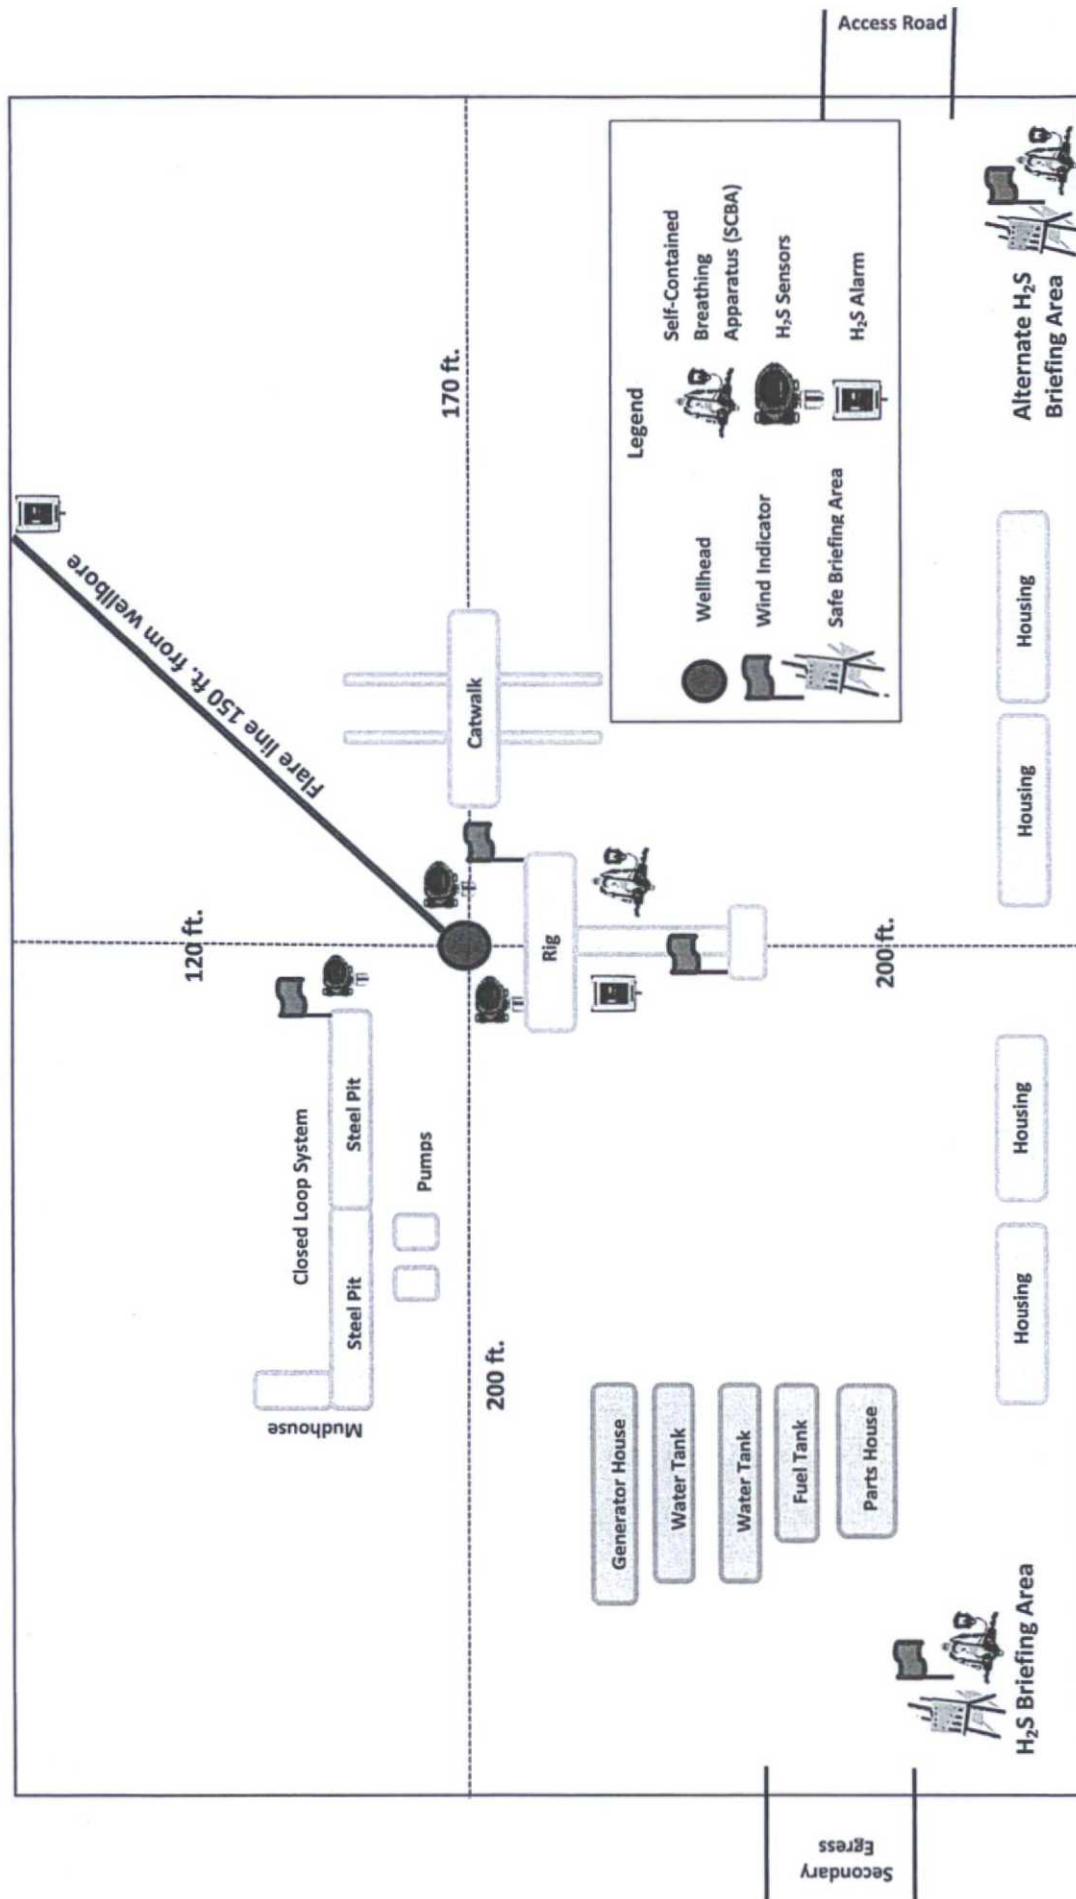 Access Road
170 ft.
Flare line 150 ft. from wellbore
Legend
Wellhead
Wind Indicator
Safe Briefing Area
Self-Contained
Breathing
Apparatus (SCBA)
H₂S Sensors
H₂S Alarm
Alternate H₂S
Briefing Area
Catwalk
120 ft.
Rig
200 ft.
Housing
Housing
Housing
Housing
Closed Loop System
Steel Pit
Steel Pit
Pumps
Mudhouse
200 ft.
Generator House
Water Tank
Water Tank
Fuel Tank
Parts House
H₂S Briefing Area
Secondary
Egress